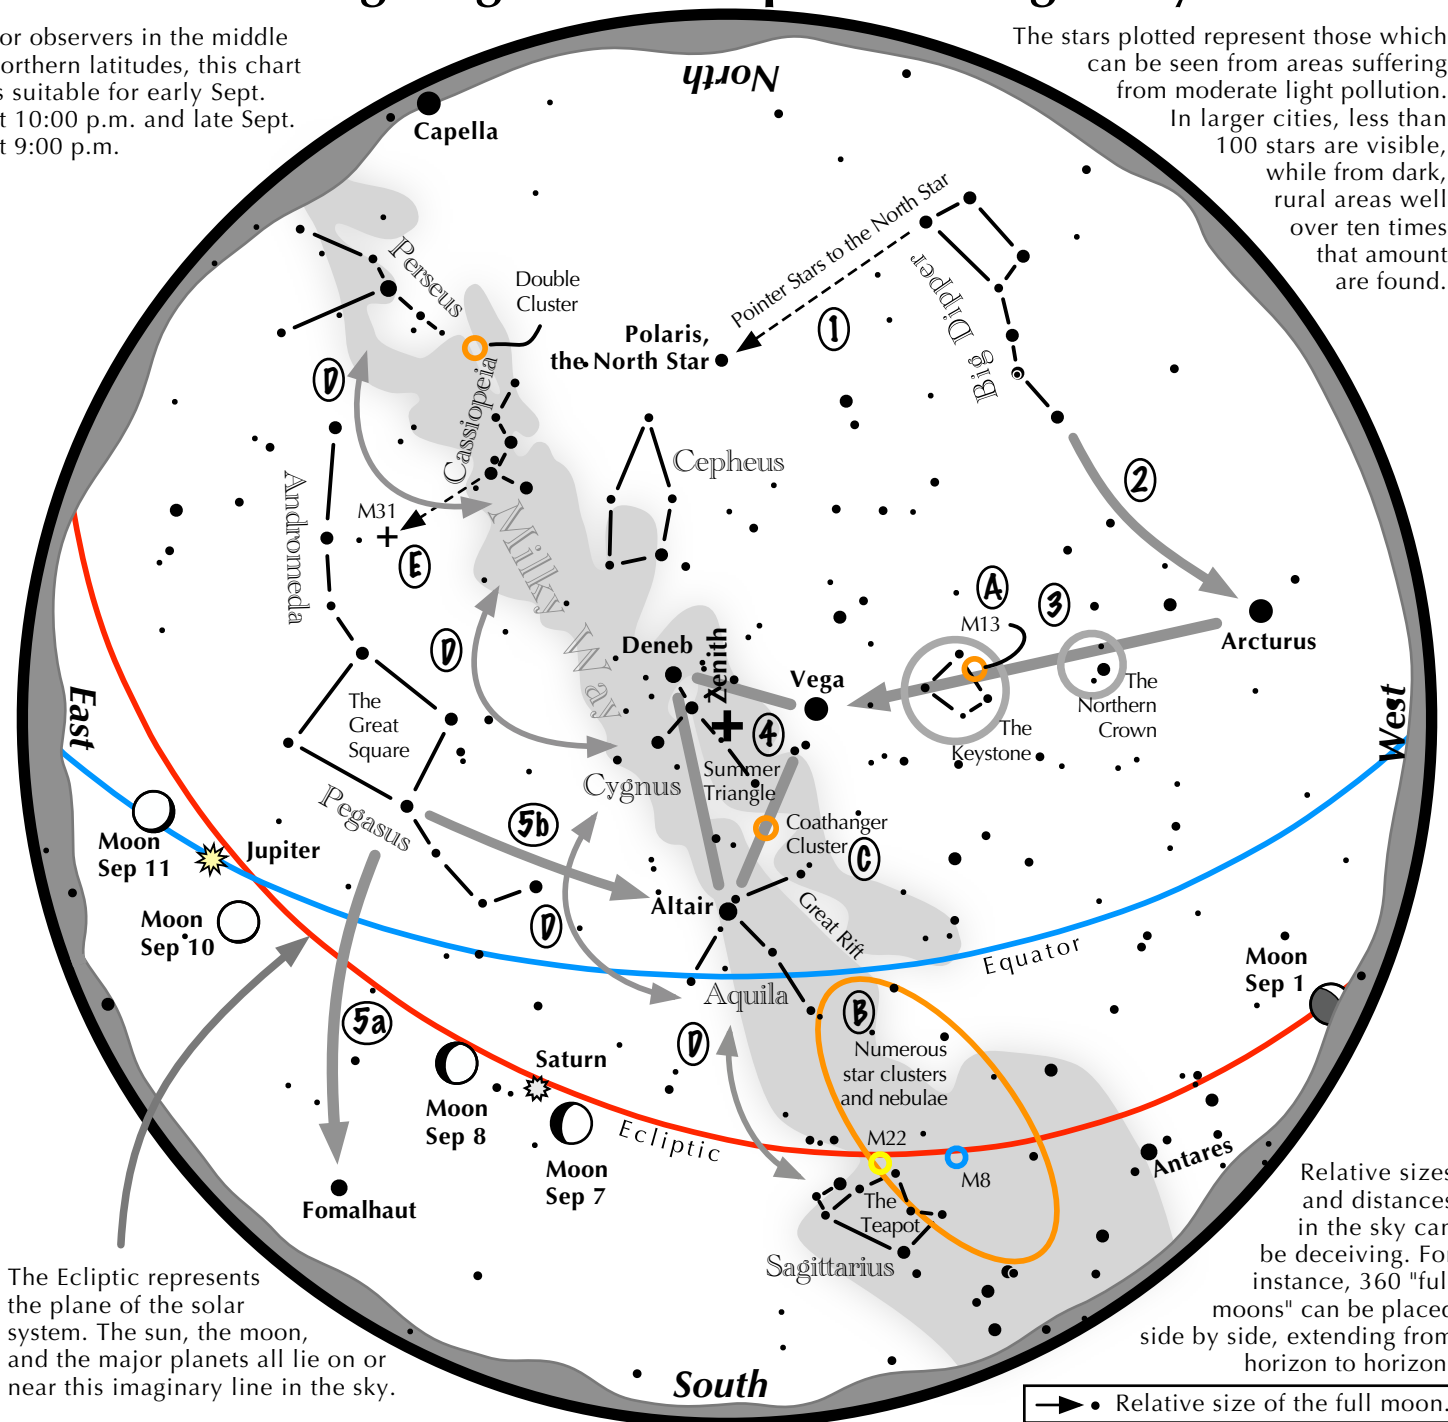 or observers in the middle
orthern latitudes, this chart
s suitable for early Sept.
t 10:00 p.m. and late Sept.
t 9:00 p.m.
The stars plotted represent those which
can be seen from areas suffering
from moderate light pollution.
In larger cities, less than
100 stars are visible,
while from dark,
rural areas well
over ten times
that amount
are found.
North
Capella
Perseus
Double
Cluster
Pointer Stars to the North Star
Big Dipper
1
Polaris,
the North Star
D
Cassiopeia
Cepheus
2
Andromeda
M31
E
Milky Way
A
3
M13
Arcturus
D
Deneb
Zenith
Vega
The
Northern
Crown
The
Keystone
East
West
The
Great
Square
4
Summer
Triangle
Cygnus
Pegasus
5b
Coathanger
Cluster
C
Moon
Sep 11
Jupiter
Altair
Great Rift
D
Moon
Sep 10
Equator
Moon
Sep 1
Aquila
5a
B
D
Numerous
star clusters
and nebulae
Saturn
Moon
Sep 8
Ecliptic
Moon
Sep 7
M22
M8
Antares
Fomalhaut
The
Teapot
Sagittarius
The Ecliptic represents
the plane of the solar
system. The sun, the moon,
and the major planets all lie on or
near this imaginary line in the sky.
Relative sizes
and distances
in the sky can
be deceiving. For
instance, 360 "full
moons" can be placed
side by side, extending from
horizon to horizon
South
Relative size of the full moon.